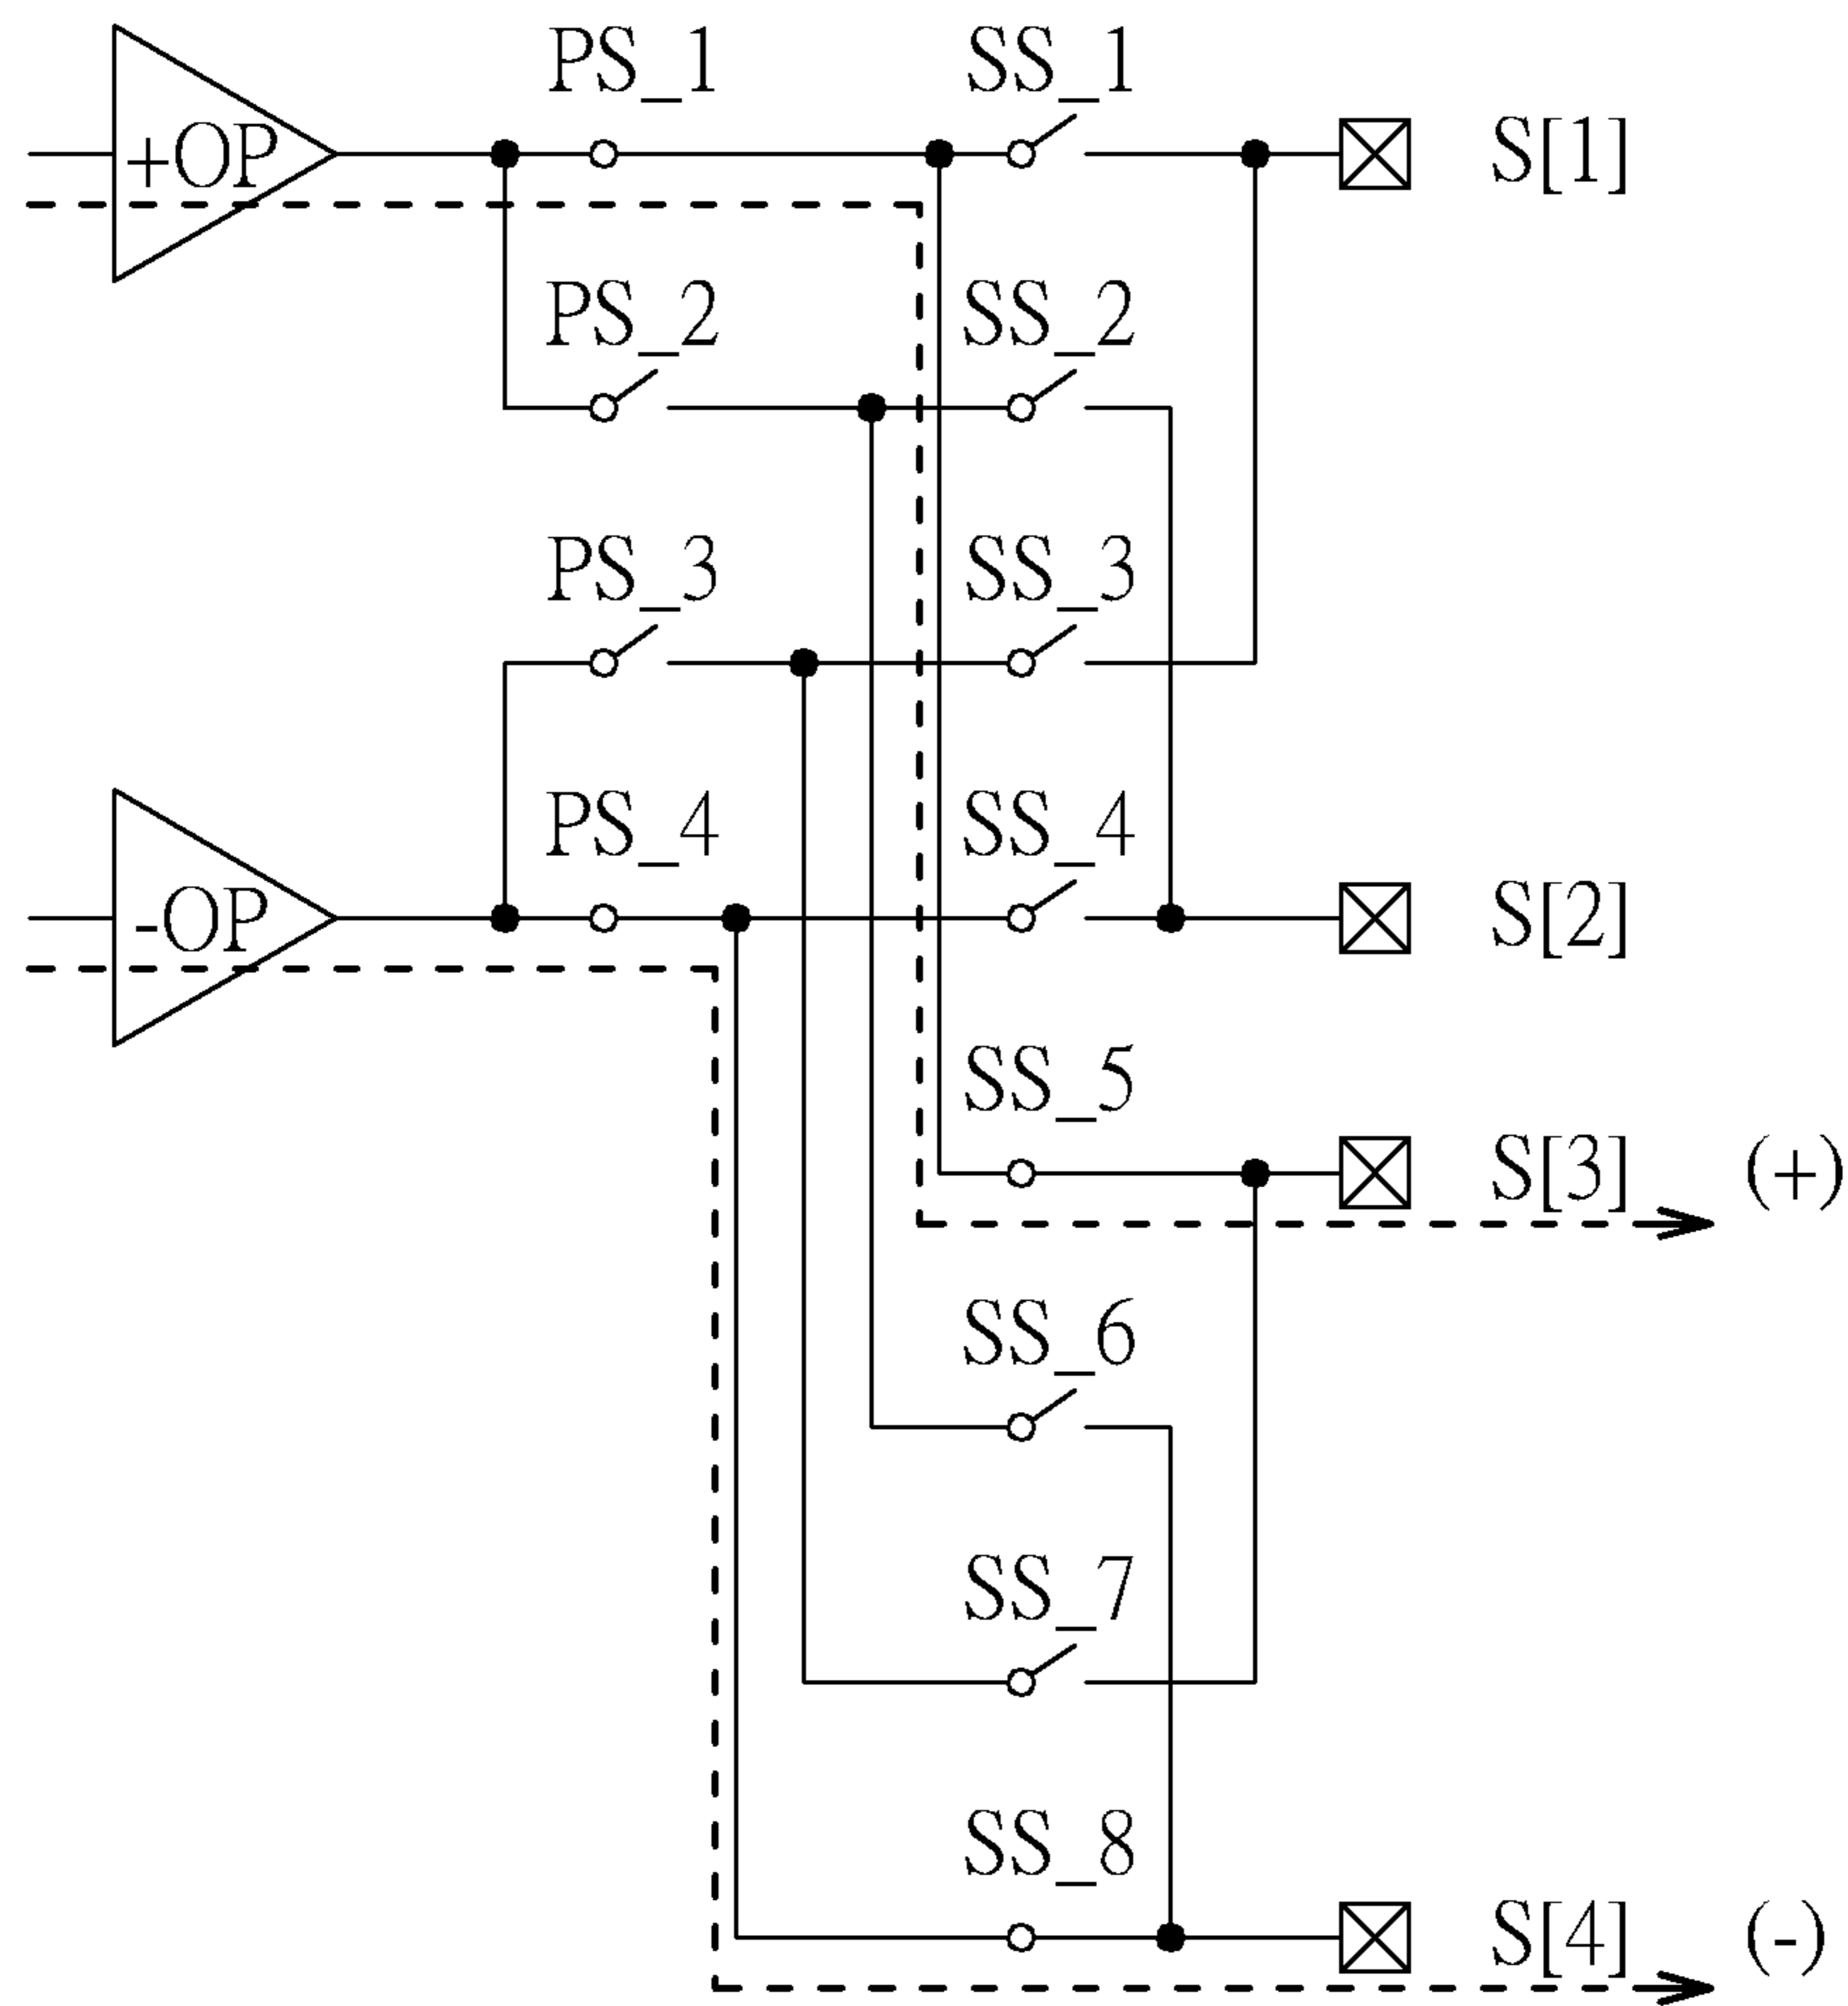 PS_1 SS_1
+OP S[1]
PS_2 SS_2
PS_3 SS_3
PS_4 SS_4
-OP S[2]
SS_5
S[3] (+)
SS_6
SS_7
SS_8
S[4] (-)